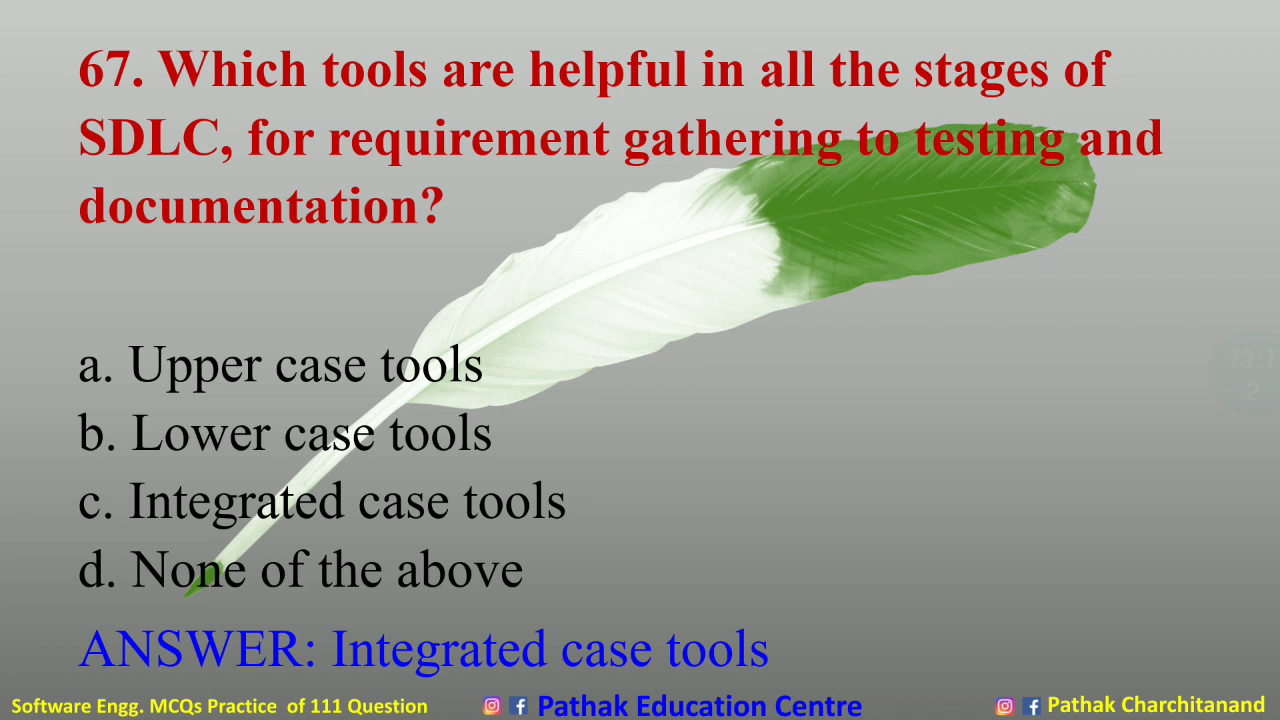 67. Which tools are helpful in all the stages of
SDLC, for requirement gathering to testing and
documentation?
a. Upper case tools
b. Lower case tools
c. Integrated case tools
d. None of the above
ANSWER: Integrated case tools
Software Engg. MCQs Practice of 111 Question
Pathak Education Centre
Pathak Charchitanand